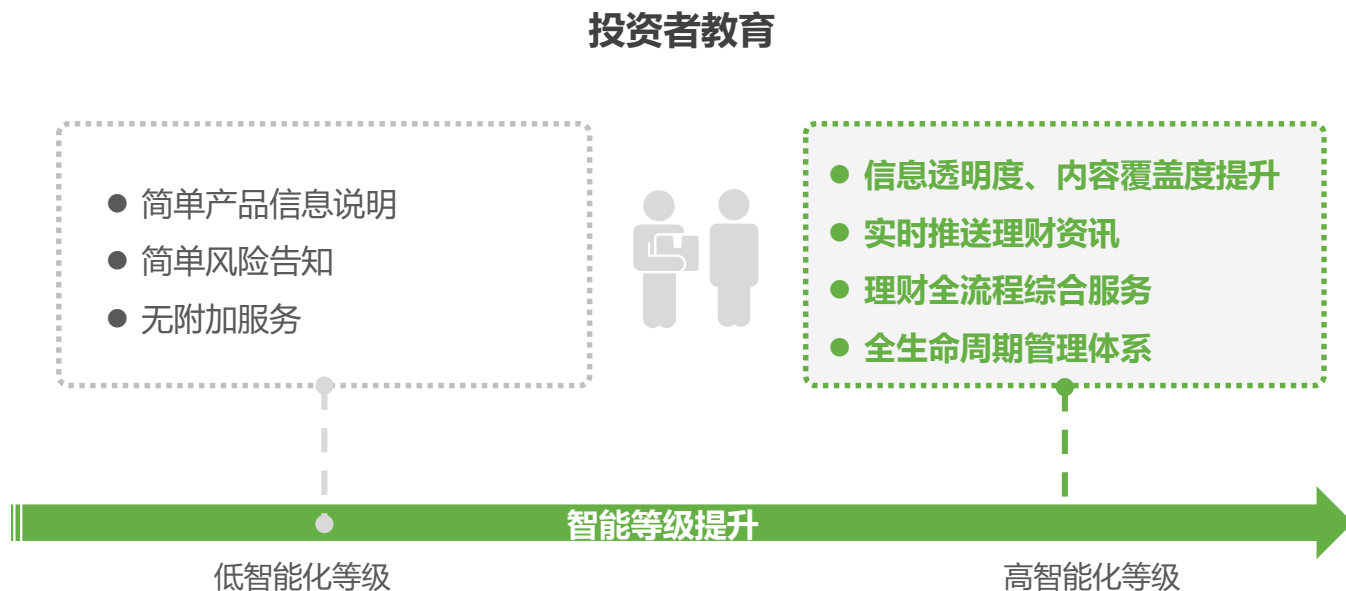 投资者教育
● 简单产品信息说明
● 简单风险告知
● 无附加服务
● 信息透明度、内容覆盖度提升
● 实时推送理财资讯
● 理财全流程综合服务
● 全生命周期管理体系
智能等级提升
低智能化等级
高智能化等级